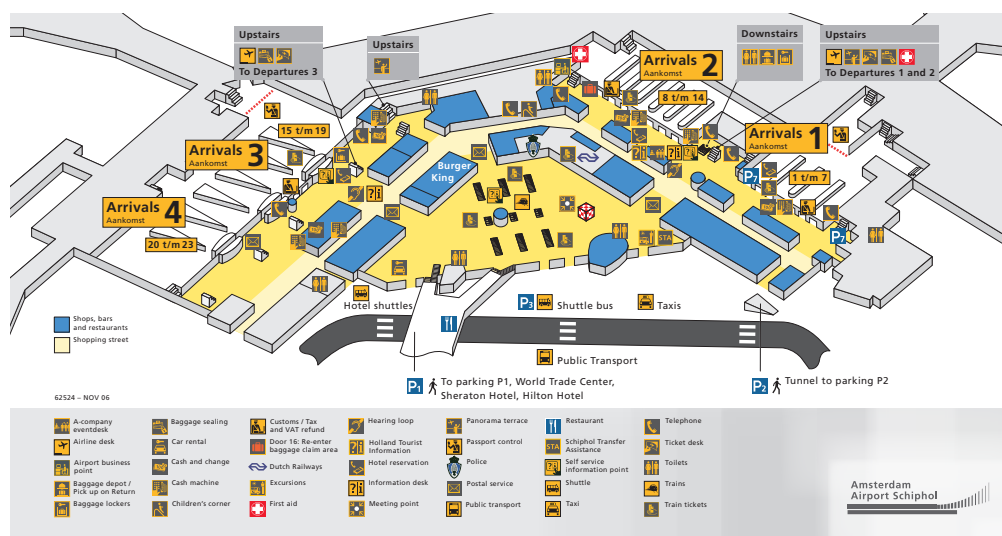 Upstairs
To Departures 3
Upstairs
Arrivals 2
Aankomst
8 t/m 14
Downstairs
Upstairs
To Departures 1 and 2
15 t/m 19
Arrivals 3
Aankomst
Arrivals 1
Aankomst
1 t/m 7
Burger
King
P7
Arrivals 4
Aankomst
20 t/m 23
STA
P7
Hotel shuttles
P3 Shuttle bus
Taxis
Shops, bars
and restaurants
Shopping street
Public Transport
P1 To parking P1, World Trade Center,
Sheraton Hotel, Hilton Hotel
P2 Tunnel to parking P2
62524 – NOV 06
A-company
eventdesk
Airline desk
Airport business
point
Baggage depot /
Pick up on Return
Baggage lockers
Baggage sealing
Car rental
Cash and change
Cash machine
Children's corner
Customs / Tax
and VAT refund
Door 16: Re-enter
baggage claim area
Dutch Railways
Excursions
First aid
Hearing loop
Holland Tourist
Information
Hotel reservation
Information desk
Meeting point
Panorama terrace
Passport control
Police
Postal service
Public transport
Restaurant
STA
Schiphol Transfer
Assistance
Self service
information point
Shuttle
Taxi
Telephone
Ticket desk
Toilets
Trains
Train tickets
Amsterdam
Airport Schiphol